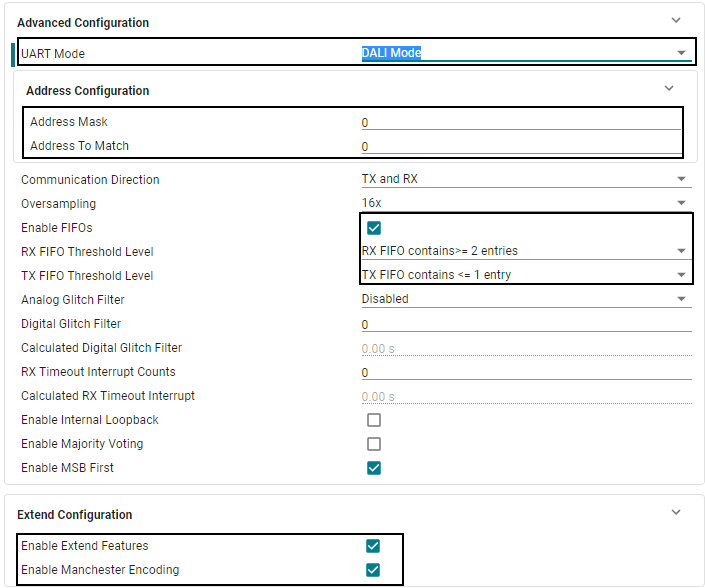 Advanced Configuration
UART Mode DALI Mode
Address Configuration
Address Mask 0
Address To Match 0
Communication Direction TX and RX
Oversampling 16x
Enable FIFOs
RX FIFO Threshold Level RX FIFO contains>= 2 entries
TX FIFO Threshold Level TX FIFO contains <= 1 entry
Analog Glitch Filter Disabled
Digital Glitch Filter 0
Calculated Digital Glitch Filter 0.00 s
RX Timeout Interrupt Counts 0
Calculated RX Timeout Interrupt 0.00 s
Enable Internal Loopback
Enable Majority Voting
Enable MSB First
Extend Configuration
Enable Extend Features
Enable Manchester Encoding